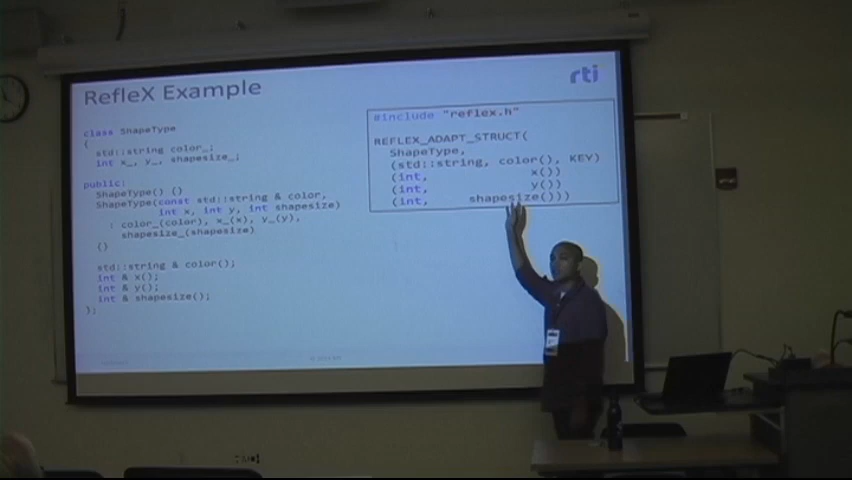 RefleX Example
rti
class ShapeType
{
std::string color_;
int x_, y_, shapesize_;
public:
ShapeType() {}
ShapeType(const std::string & color,
int x, int y, int shapesize)
: color_(color), x_(x), y_(y),
shapesize_(shapesize)
{}
std::string & color();
int & x();
int & y();
int & shapesize();
};
#include "reflex.h"
REFLEX_ADAPT_STRUCT(
ShapeType,
(std::string, color(), KEY)
(int, x())
(int, y())
(int, shapesize()))